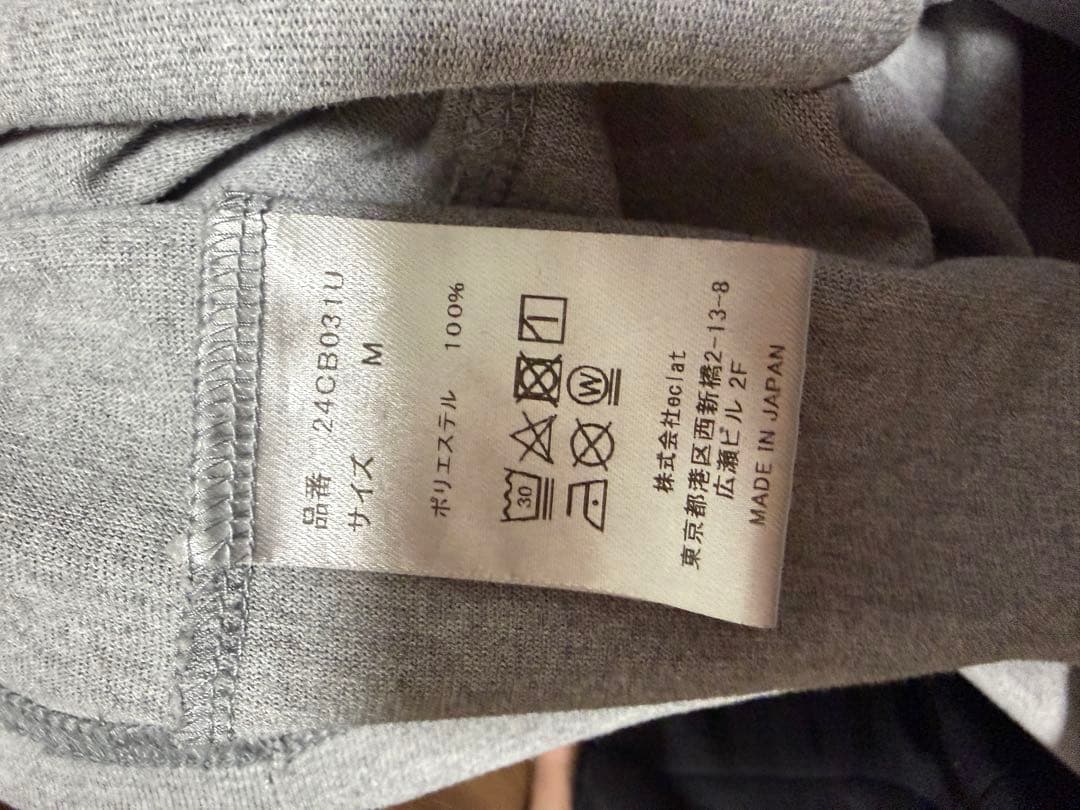 品番 24CB031U
サイズ M
ポリエステル 100%
30
W
株式会社eclat
東京都港区西新橋2-13-8
広瀬ビル 2F
MADE IN JAPAN